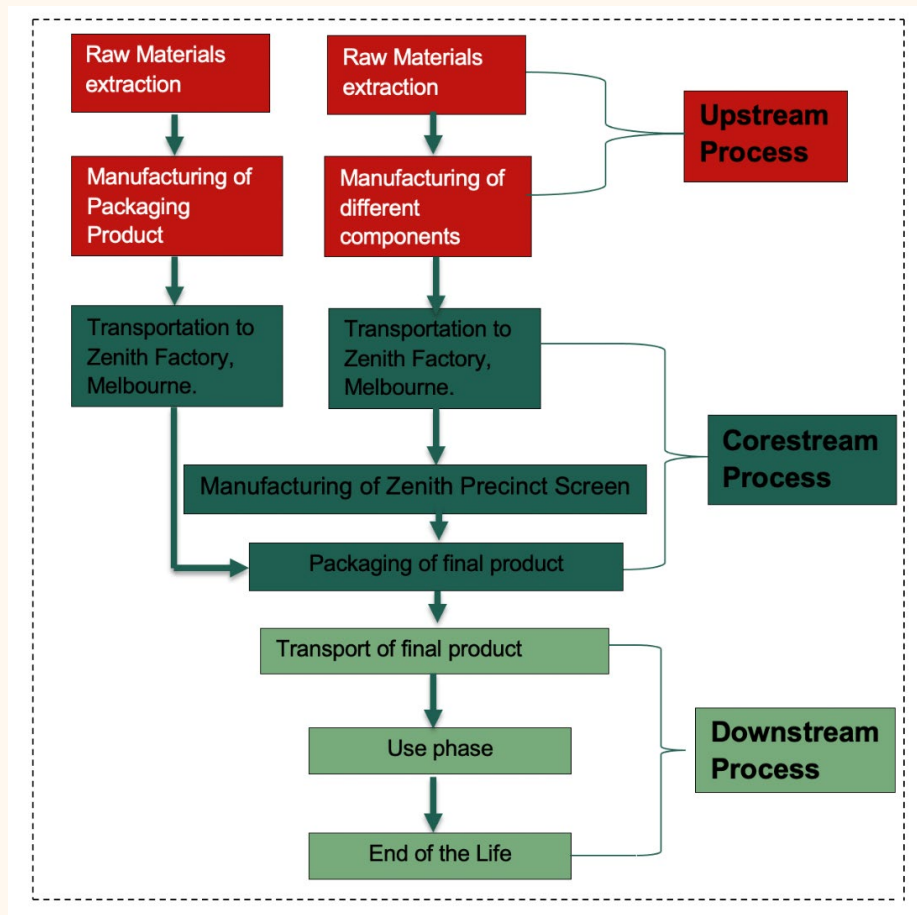 Raw Materials
extraction
Raw Materials
extraction
Upstream
Process
Manufacturing of
Packaging
Product
Manufacturing of
different
components
Transportation to
Zenith Factory,
Melbourne.
Transportation to
Zenith Factory,
Melbourne.
Corestream
Process
Manufacturing of Zenith Precinct Screen
Packaging of final product
Transport of final product
Use phase
Downstream
Process
End of the Life